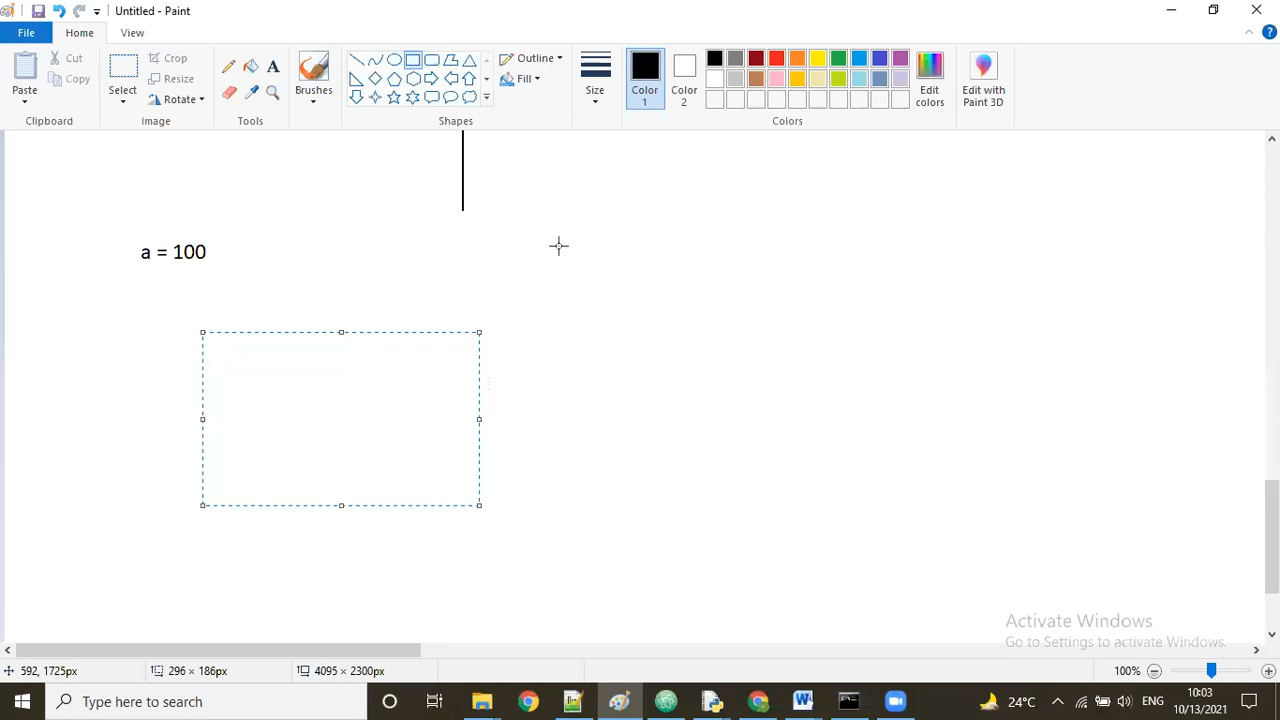 Untitled - Paint
File
Home
View
Paste
Cut
Copy
Clipboard
Select
Crop
Resize
Rotate
Image
A
Tools
Brushes
Outline
Fill
Shapes
Size
Color
1
Color
2
Edit
colors
Edit with
Paint 3D
Colors
a = 100
Activate Windows
Go to Settings to activate Windows.
592, 1725px
296 × 186px
4095 × 2300px
100%
Type here to search
24°C
ENG
10:03
10/13/2021